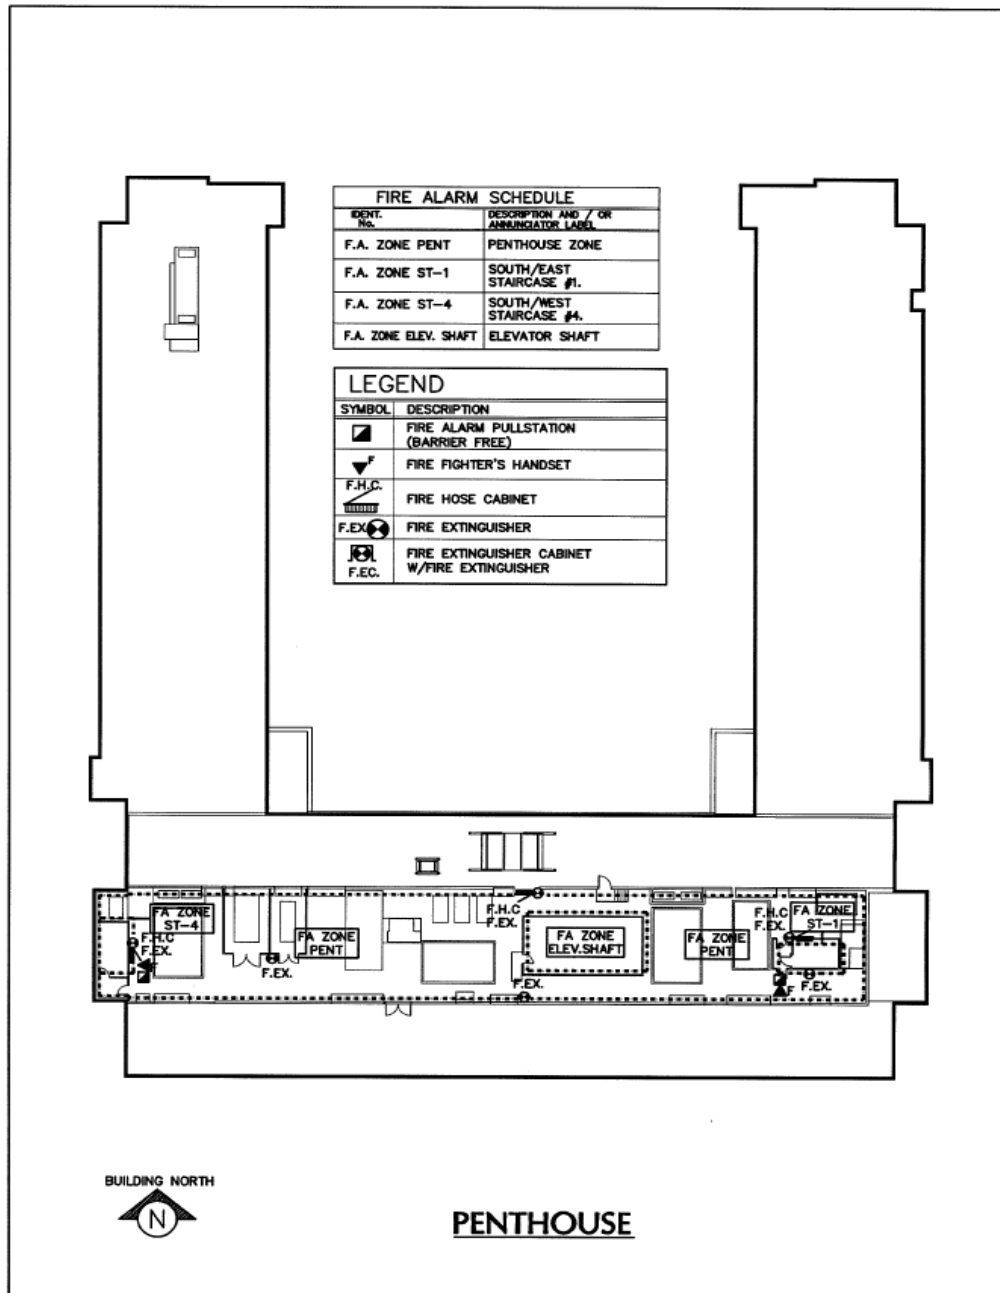 FIRE ALARM SCHEDULE
IDENT. No.
DESCRIPTION AND / OR
ANNUNCIATOR LABEL
F.A. ZONE PENT
PENTHOUSE ZONE
F.A. ZONE ST-1
SOUTH/EAST
STAIRCASE #1.
F.A. ZONE ST-4
SOUTH/WEST
STAIRCASE #4.
F.A. ZONE ELEV. SHAFT
ELEVATOR SHAFT
LEGEND
SYMBOL
DESCRIPTION
FIRE ALARM PULLSTATION
(BARRIER FREE)
F
FIRE FIGHTER'S HANDSET
F.H.C.
FIRE HOSE CABINET
F.EX.
FIRE EXTINGUISHER
F.EC.
FIRE EXTINGUISHER CABINET
W/FIRE EXTINGUISHER
FA ZONE
ST-4
F.H.C
F.EX.
F
FA ZONE
PENT
F.EX.
F.H.C
F.EX.
FA ZONE
ELEV.SHAFT
F.EX.
FA ZONE
PENT
F.H.C
F.EX.
FA ZONE
ST-1
F
F.EX.
BUILDING NORTH
N
PENTHOUSE